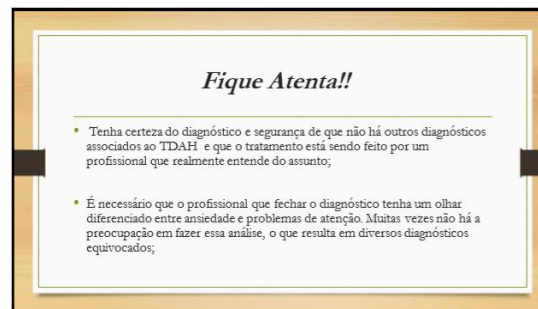 Fique Atenta!!
• Tenha certeza do diagnóstico e segurança de que não há outros diagnósticos
associados ao TDAH e que o tratamento está sendo feito por um
profissional que realmente entende do assunto;
• É necessário que o profissional que fechar o diagnóstico tenha um olhar
diferenciado entre ansiedade e problemas de atenção. Muitas vezes não há a
preocupação em fazer essa análise, o que resulta em diversos diagnósticos
equivocados;